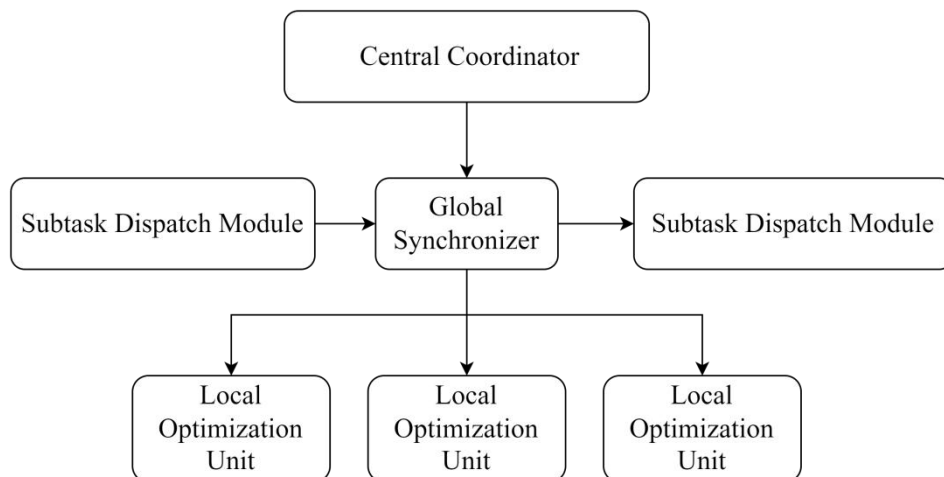 Central Coordinator
Subtask Dispatch Module
Global
Synchronizer
Subtask Dispatch Module
Local
Optimization
Unit
Local
Optimization
Unit
Local
Optimization
Unit